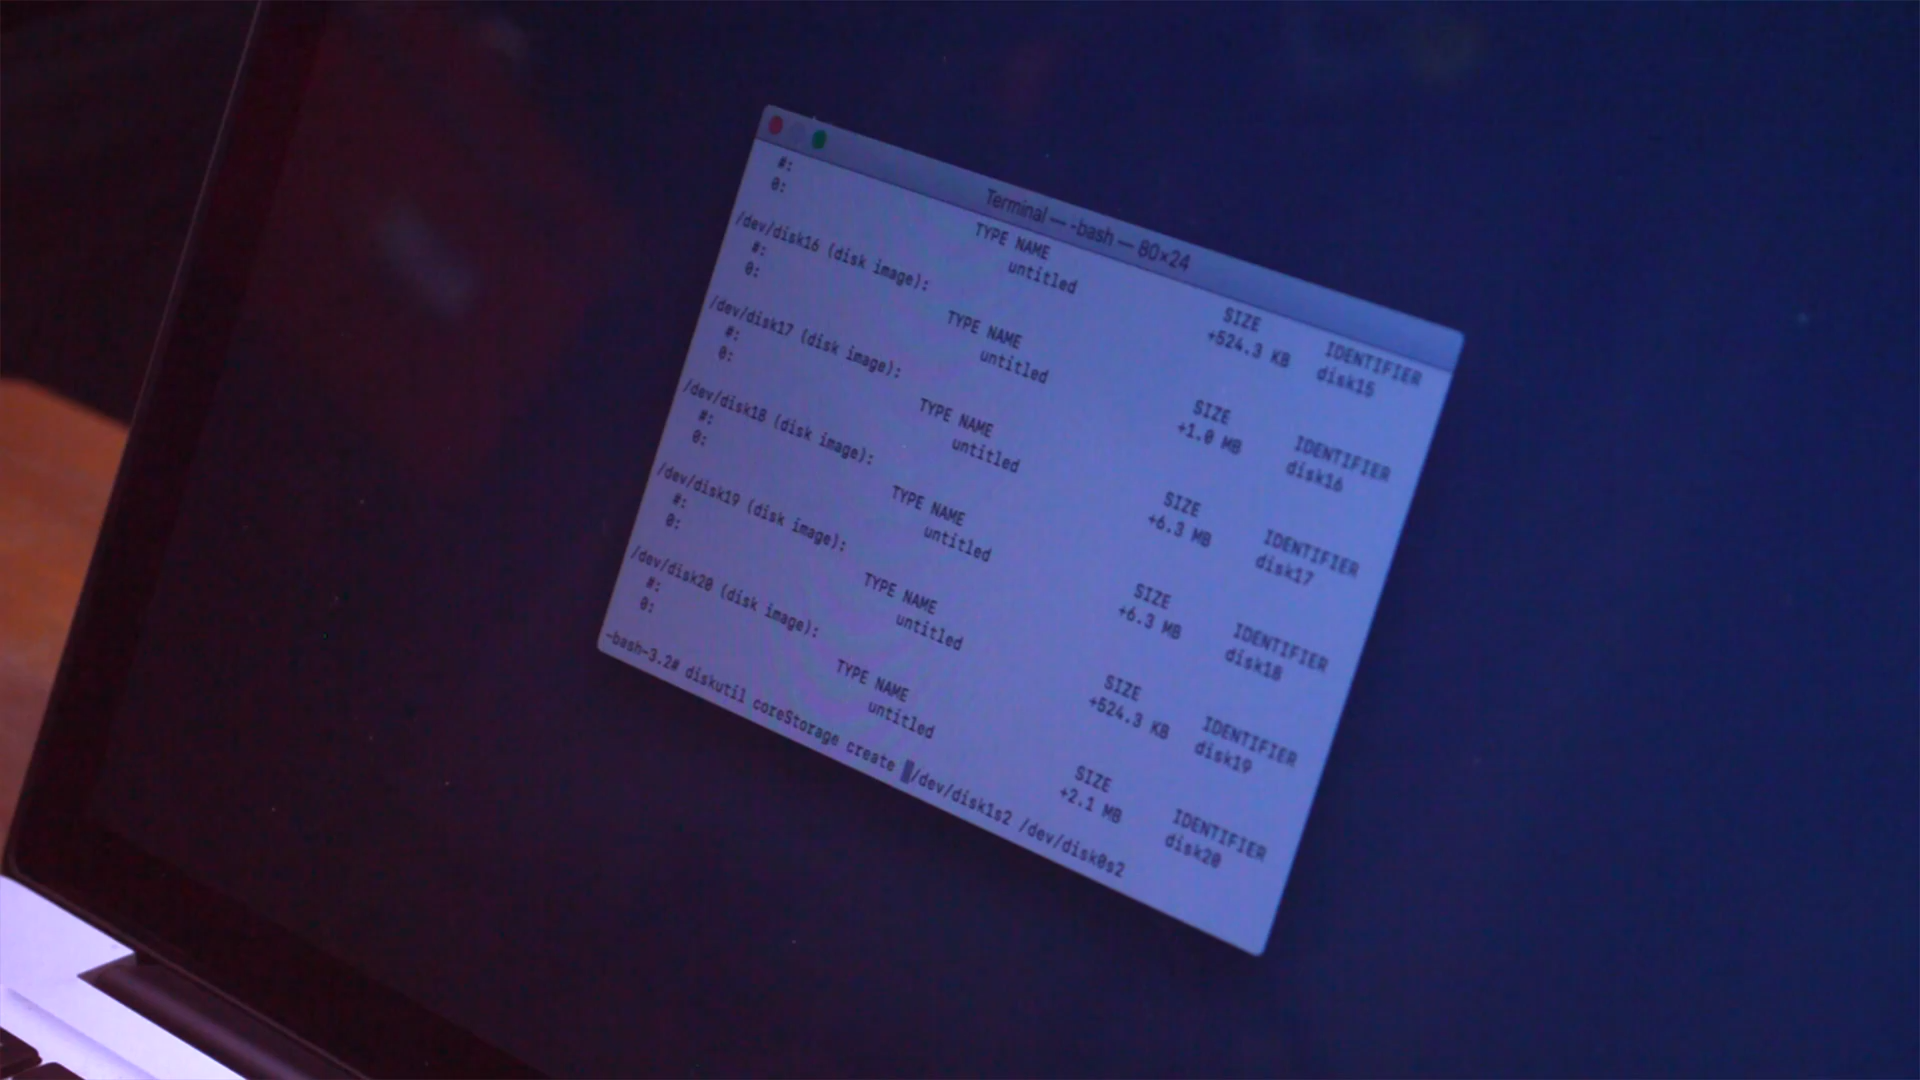 Terminal — -bash — 80×24
#: TYPE NAME SIZE IDENTIFIER
0: untitled +524.3 KB disk15
/dev/disk16 (disk image):
#: TYPE NAME SIZE IDENTIFIER
0: untitled +1.0 MB disk16
/dev/disk17 (disk image):
#: TYPE NAME SIZE IDENTIFIER
0: untitled +6.3 MB disk17
/dev/disk18 (disk image):
#: TYPE NAME SIZE IDENTIFIER
0: untitled +6.3 MB disk18
/dev/disk19 (disk image):
#: TYPE NAME SIZE IDENTIFIER
0: untitled +524.3 KB disk19
/dev/disk20 (disk image):
#: TYPE NAME SIZE IDENTIFIER
0: untitled +2.1 MB disk20
-bash-3.2# diskutil coreStorage create /dev/disk1s2 /dev/disk0s2